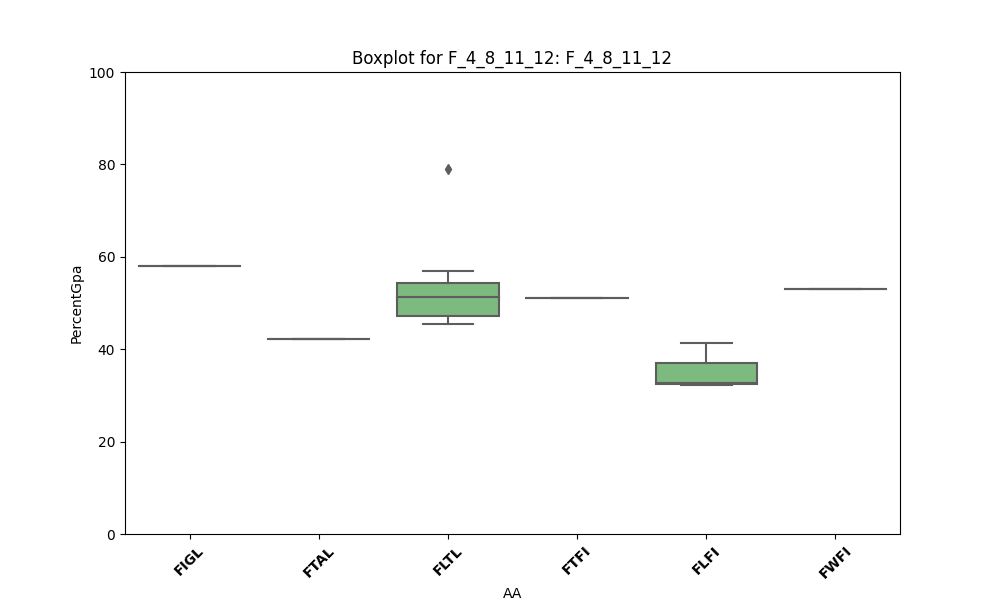 Boxplot for F_4_8_11_12: F_4_8_11_12
100
80
60
40
20
0
PercentGpa
FIGL
FTAL
FLTL
FTFI
FLFI
FWFI
AA